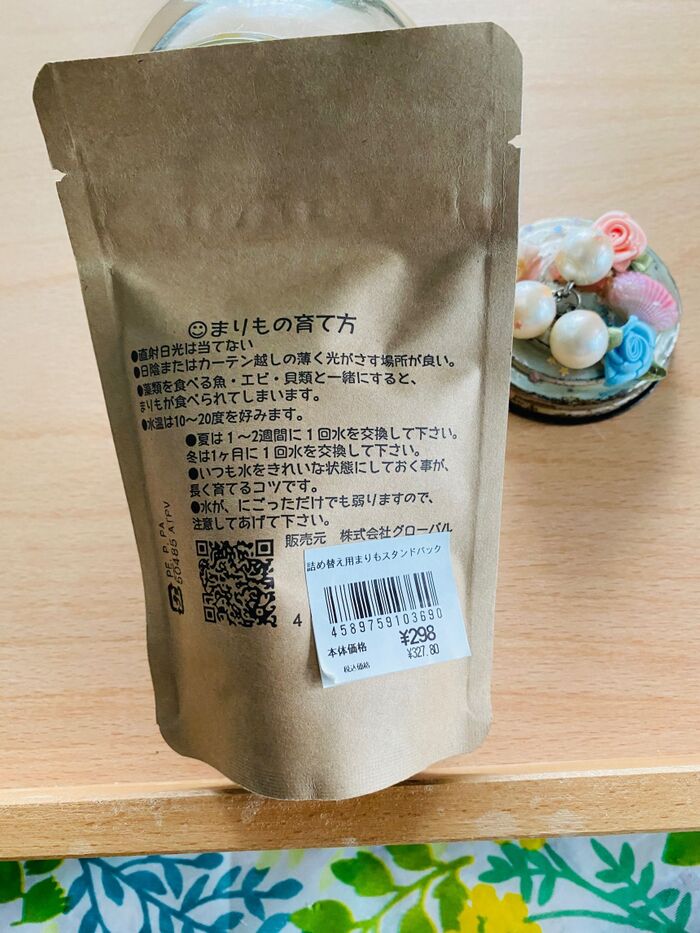 ☺まりもの育て方
●直射日光は当てない
●日陰またはカーテン越しの薄く光がさす場所が良い。
●藻類を食べる魚・エビ・貝類と一緒にすると、
まりもが食べられてしまいます。
●水温は10～20度を好みます。
●夏は1～2週間に1回水を交換して下さい。
冬は1ヶ月に1回水を交換して下さい。
●いつも水をきれいな状態にしておく事が、
長く育てるコツです。
●水が、にごっただけでも弱りますので、
注意してあげて下さい。
販売元 株式会社グローバル
PE, P, PA
50485 AIPV
4
詰め替え用まりもスタンドパック
4589759103690
本体価格 ¥298
税込価格 ¥327.80